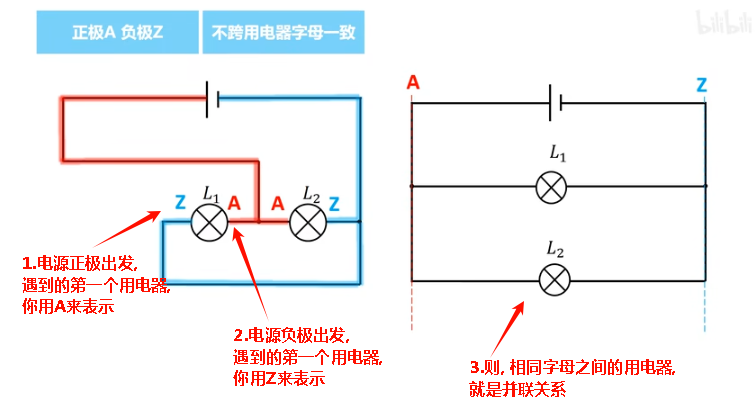 正极A 负极Z
不跨用电器字母一致
bilibili
A
Z
L₁
Z
L₁
A
A
L₂
Z
L₂
1.电源正极出发,
遇到的第一个用电器,
你用A来表示
2.电源负极出发,
遇到的第一个用电器,
你用Z来表示
3.则, 相同字母之间的用电器,
就是并联关系